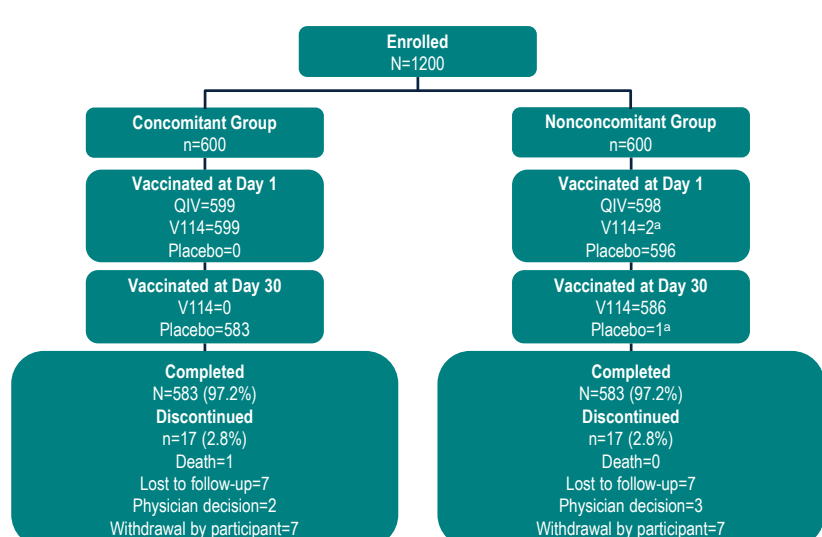 Enrolled
N=1200
Concomitant Group
n=600
Nonconcomitant Group
n=600
Vaccinated at Day 1
QIV=599
V114=599
Placebo=0
Vaccinated at Day 1
QIV=598
V114=2ª
Placebo=596
Vaccinated at Day 30
V114=0
Placebo=583
Vaccinated at Day 30
V114=586
Placebo=1ª
Completed
N=583 (97.2%)
Discontinued
n=17 (2.8%)
Death=1
Lost to follow-up=7
Physician decision=2
Withdrawal by participant=7
Completed
N=583 (97.2%)
Discontinued
n=17 (2.8%)
Death=0
Lost to follow-up=7
Physician decision=3
Withdrawal by participant=7